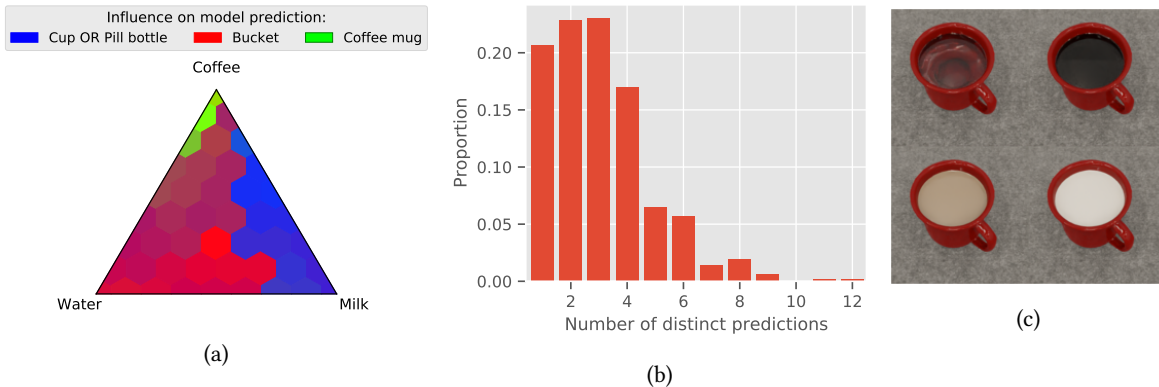 Influence on model prediction:
Cup OR Pill bottle Bucket Coffee mug
Coffee
Water Milk
(a)
0.20
0.15
0.10
0.05
0.00
Proportion
2 4 6 8 10 12
Number of distinct predictions
(b)
(c)